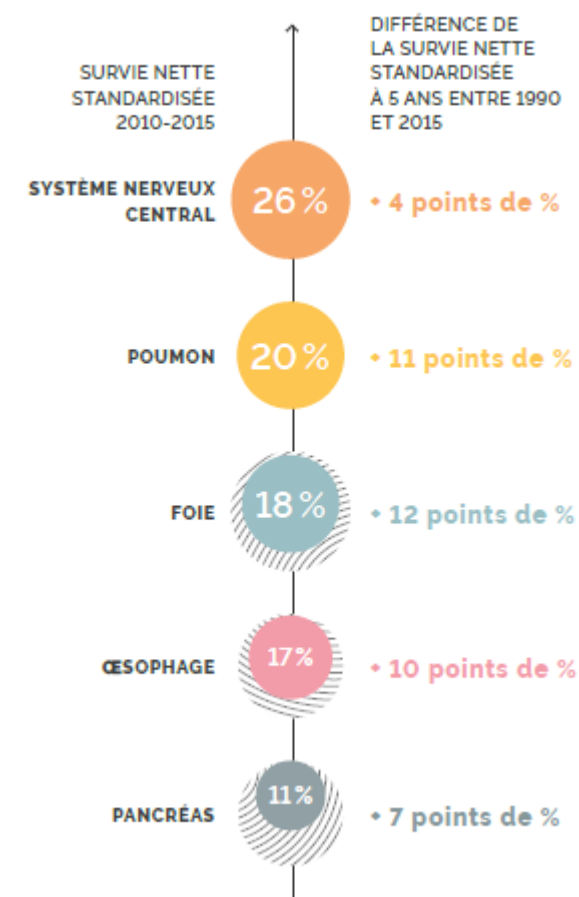 SURVIE NETTE
STANDARDISÉE
2010-2015
DIFFÉRENCE DE
LA SURVIE NETTE
STANDARDISÉE
À 5 ANS ENTRE 1990
ET 2015
SYSTÈME NERVEUX
CENTRAL
26 %
+ 4 points de %
POUMON
20 %
+ 11 points de %
FOIE
18 %
+ 12 points de %
ŒSOPHAGE
17 %
+ 10 points de %
PANCRÉAS
11 %
+ 7 points de %